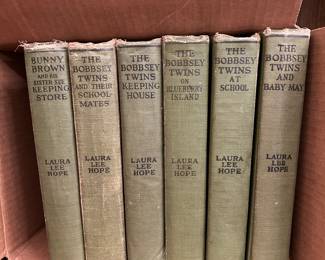 BUNNY
BROWN
AND HIS
SISTER SUE
KEEPING
STORE
LAURA
LEE
HOPE
THE
BOBBSEY
TWINS
AND THEIR
SCHOOL-
MATES
LAURA
LEE
HOPE
THE
BOBBSEY
TWINS
KEEPING
HOUSE
LAURA
LEE
HOPE
THE
BOBBSEY
TWINS
ON
BLUEBERRY
ISLAND
LAURA
LEE
HOPE
THE
BOBBSEY
TWINS
AT
SCHOOL
LAURA
LEE
HOPE
THE
BOBBSEY
TWINS
AND
BABY MAY
LAURA
LEE
HOPE